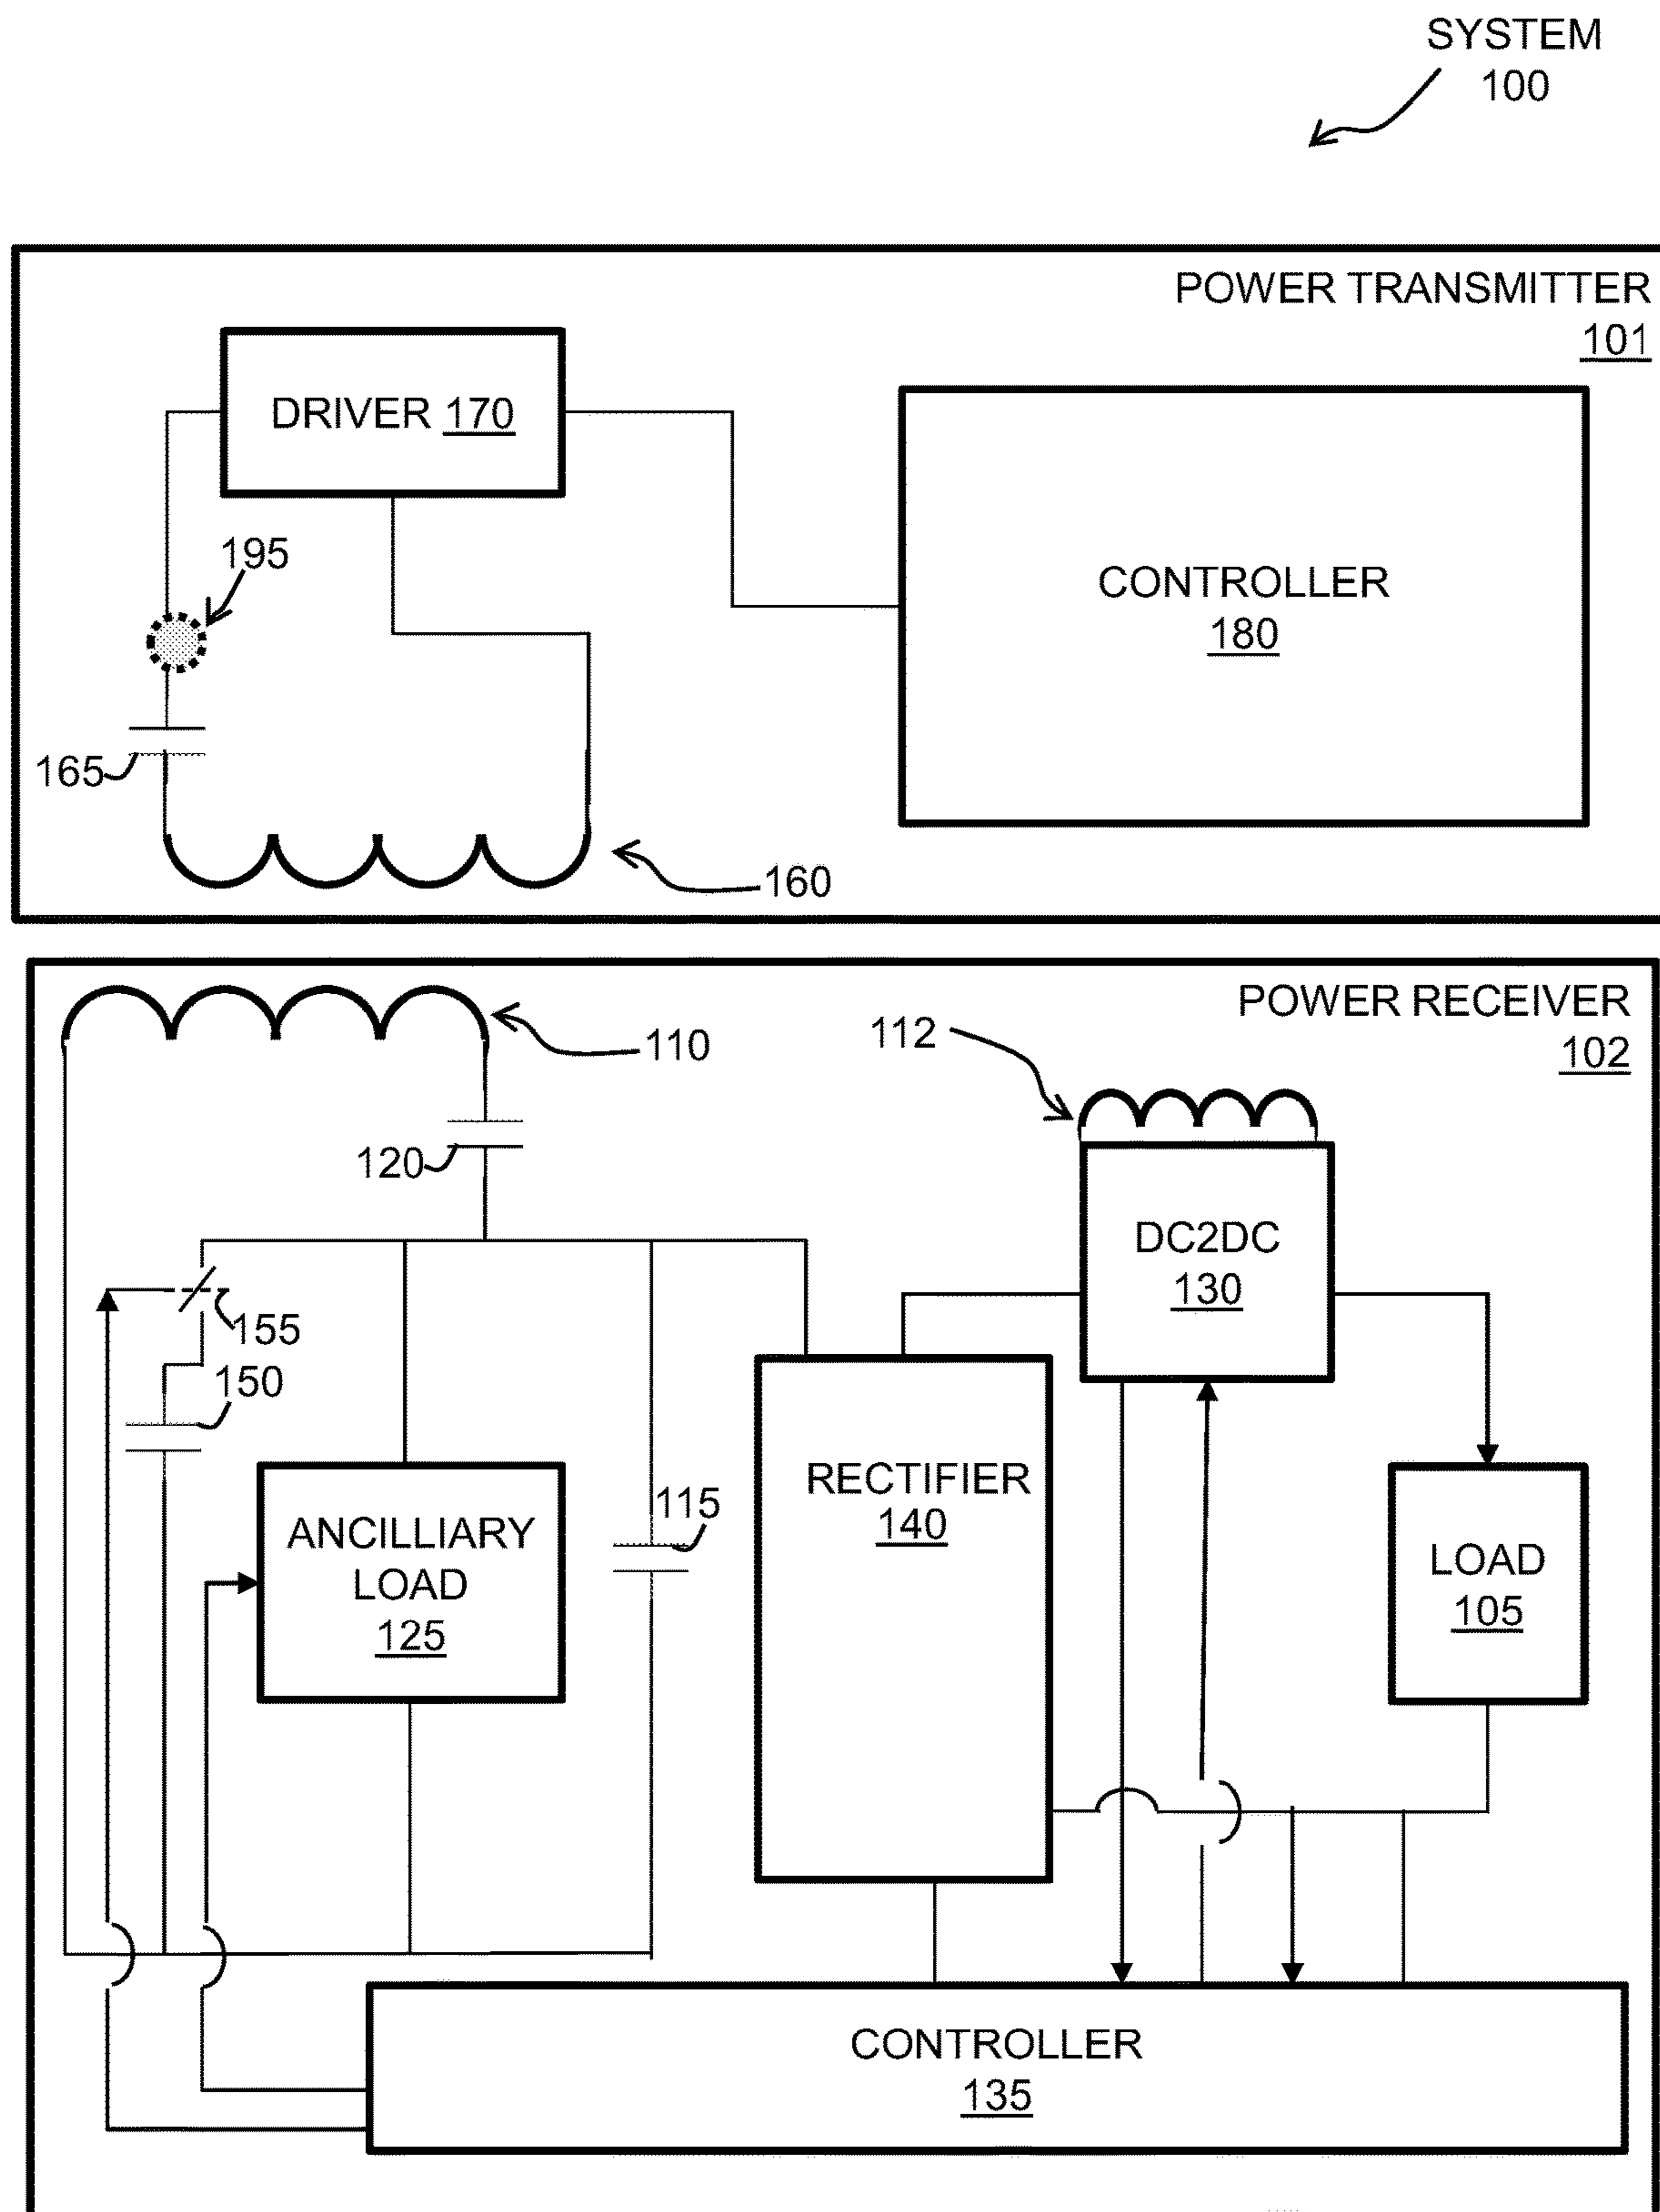 SYSTEM
100
POWER TRANSMITTER
101
DRIVER 170
195
CONTROLLER
180
165
160
POWER RECEIVER
102
110
112
120
DC2DC
130
155
150
RECTIFIER
140
115
ANCILLIARY
LOAD
125
LOAD
105
CONTROLLER
135